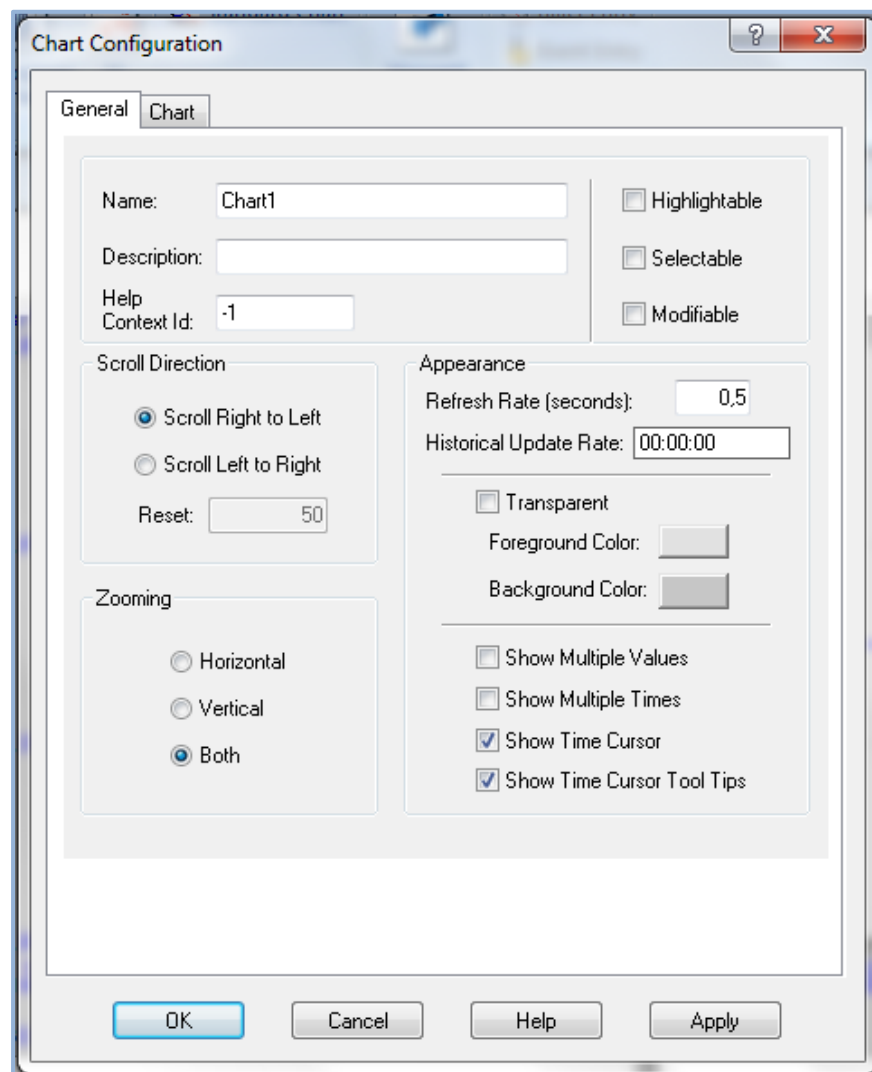 Chart Configuration
General
Chart
Name:
Chart1
Highlightable
Description:
Selectable
Help
Context Id:
-1
Modifiable
Scroll Direction
Scroll Right to Left
Scroll Left to Right
Reset:
50
Appearance
Refresh Rate (seconds):
0,5
Historical Update Rate:
00:00:00
Transparent
Foreground Color:
Background Color:
Show Multiple Values
Show Multiple Times
Show Time Cursor
Show Time Cursor Tool Tips
Zooming
Horizontal
Vertical
Both
OK
Cancel
Help
Apply